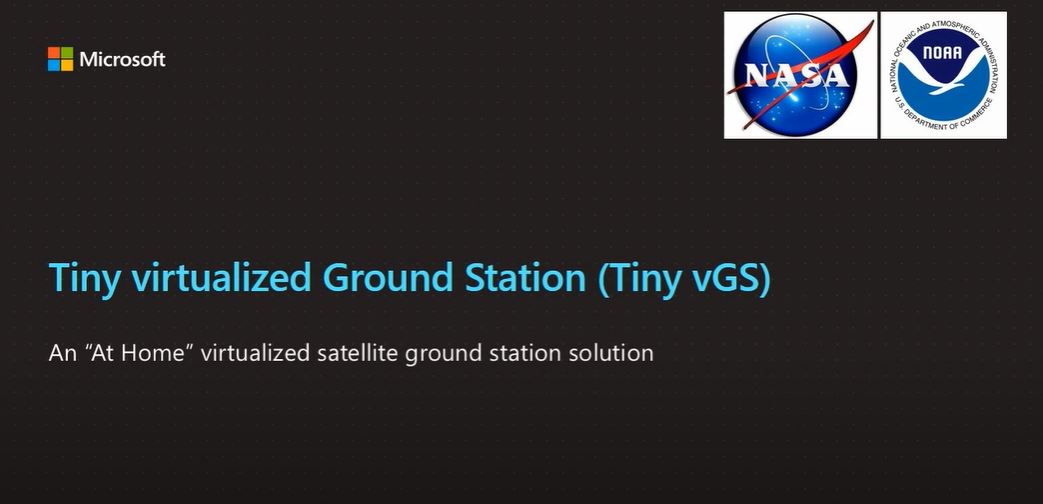 Microsoft
NASA
NATIONAL OCEANIC AND ATMOSPHERIC ADMINISTRATION
NOAA
U.S. DEPARTMENT OF COMMERCE
Tiny virtualized Ground Station (Tiny vGS)
An “At Home” virtualized satellite ground station solution